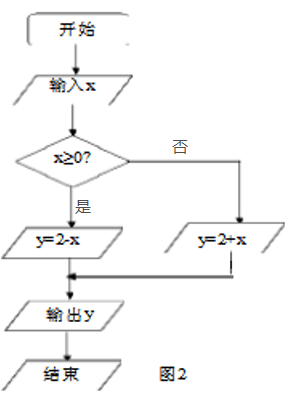 开始
输入x
x≥0?
否
是
y=2-x
y=2+x
输出y
结束
图2